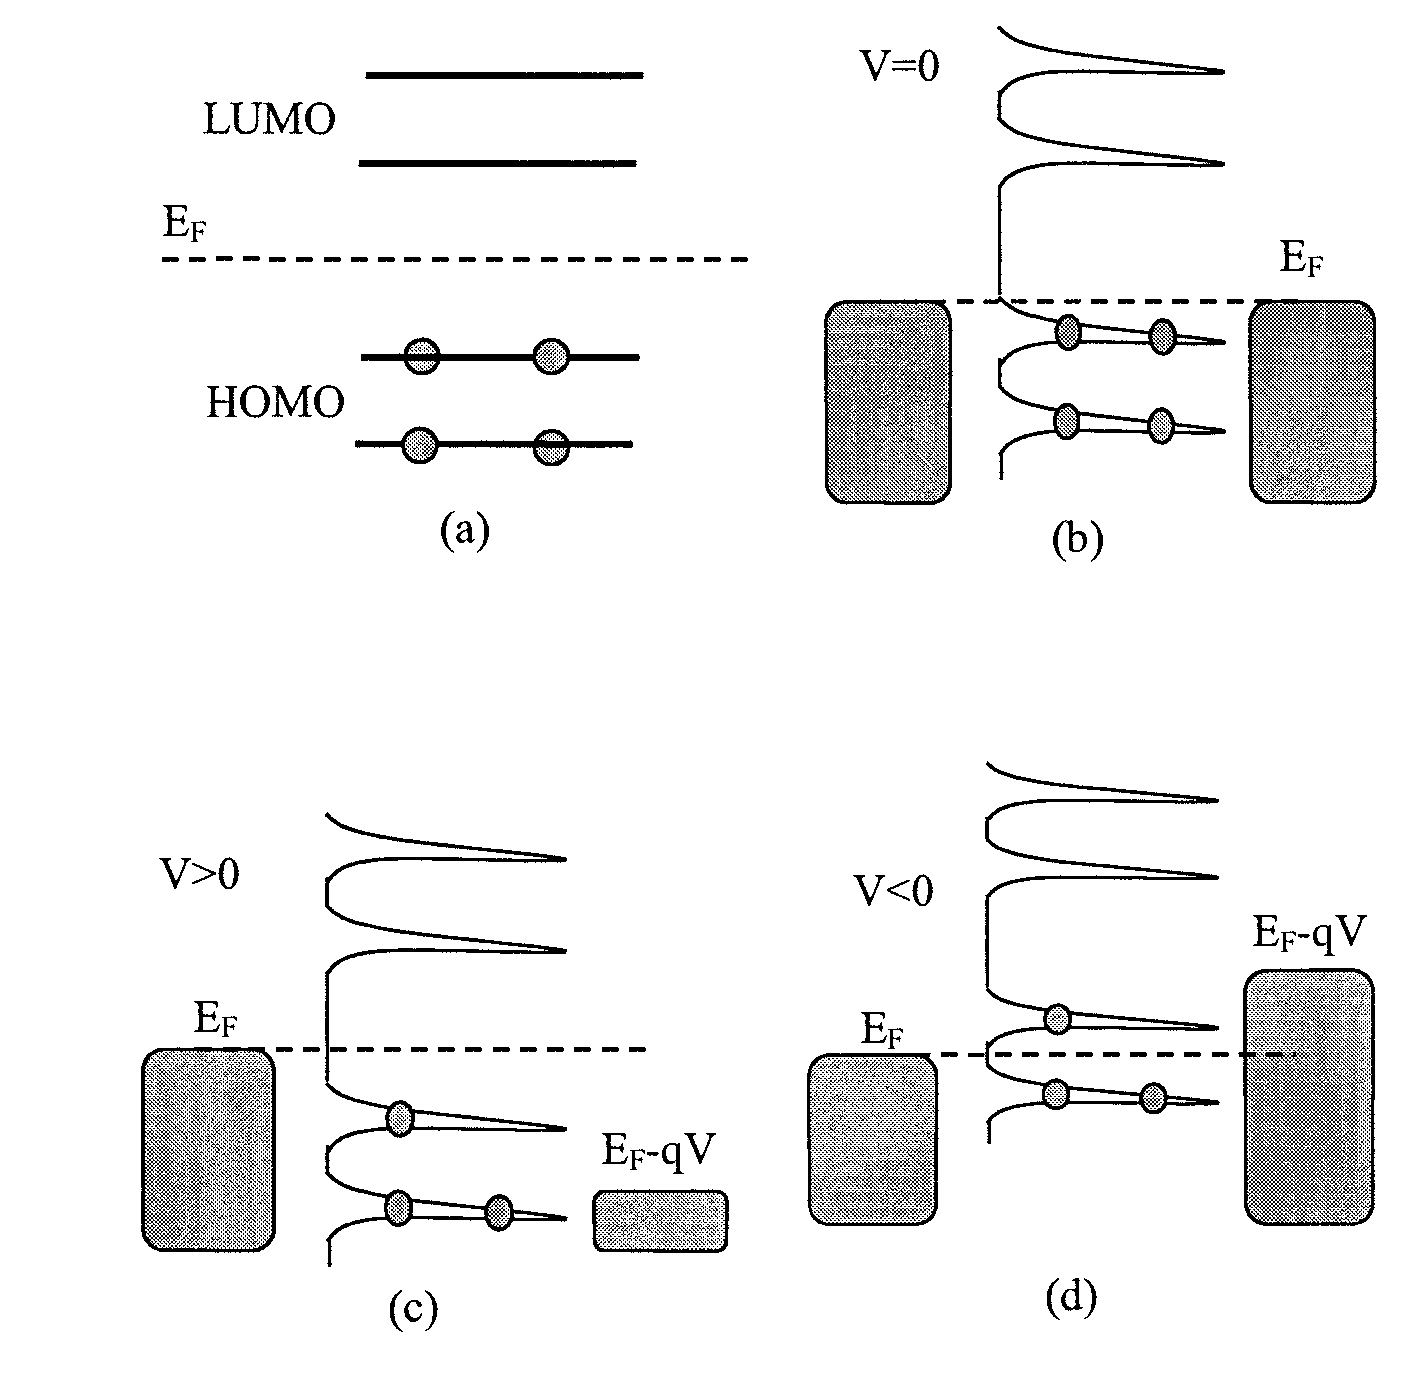 LUMO
E_F
HOMO
(a)
V=0
E_F
(b)
V>0
E_F
E_F-qV
(c)
V<0
E_F-qV
E_F
(d)